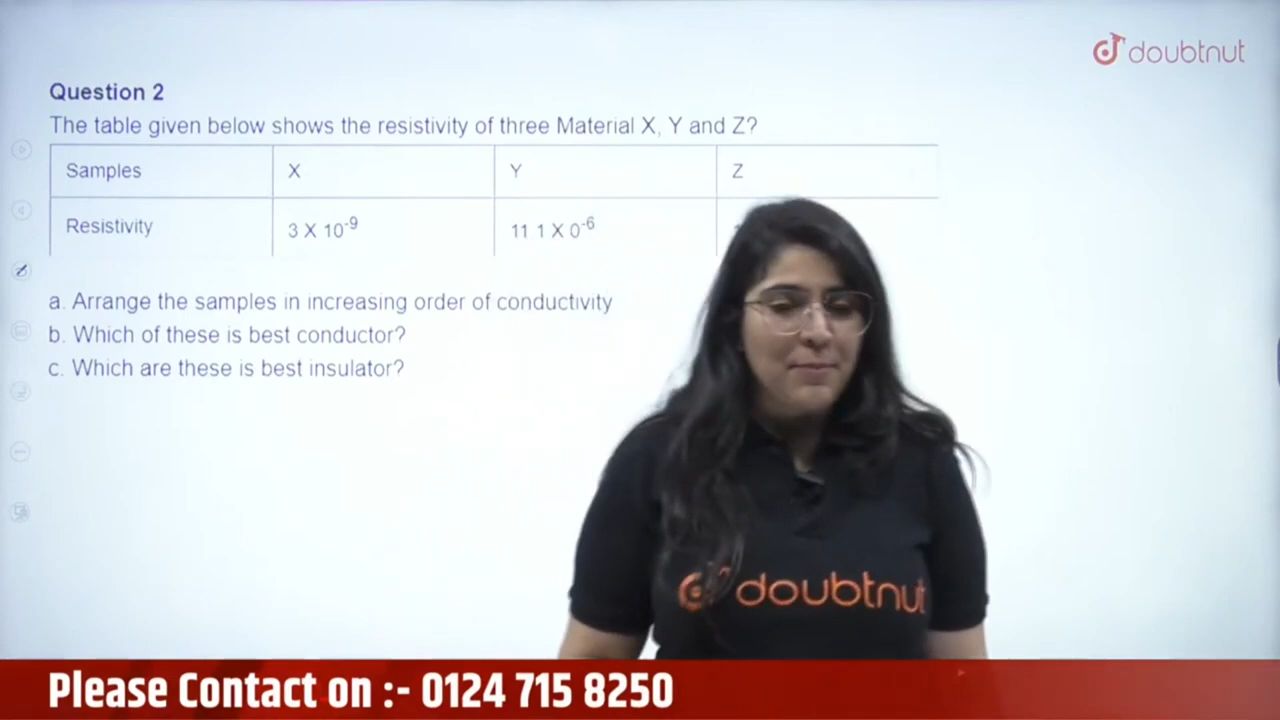 doubtnut
Question 2
The table given below shows the resistivity of three Material X, Y and Z?
Samples X Y Z
Resistivity 3 X 10⁻⁹ 11 1 X 0⁻⁶
a. Arrange the samples in increasing order of conductivity
b. Which of these is best conductor?
c. Which are these is best insulator?
doubtnut
Please Contact on :- 0124 715 8250